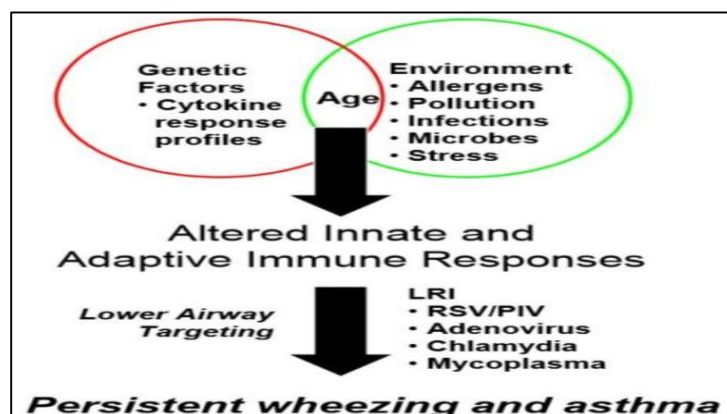 Genetic
Factors
• Cytokine
response
profiles
Age
Environment
• Allergens
• Pollution
• Infections
• Microbes
• Stress
Altered Innate and
Adaptive Immune Responses
Lower Airway
Targeting
LRI
• RSV/PIV
• Adenovirus
• Chlamydia
• Mycoplasma
Persistent wheezing and asthma